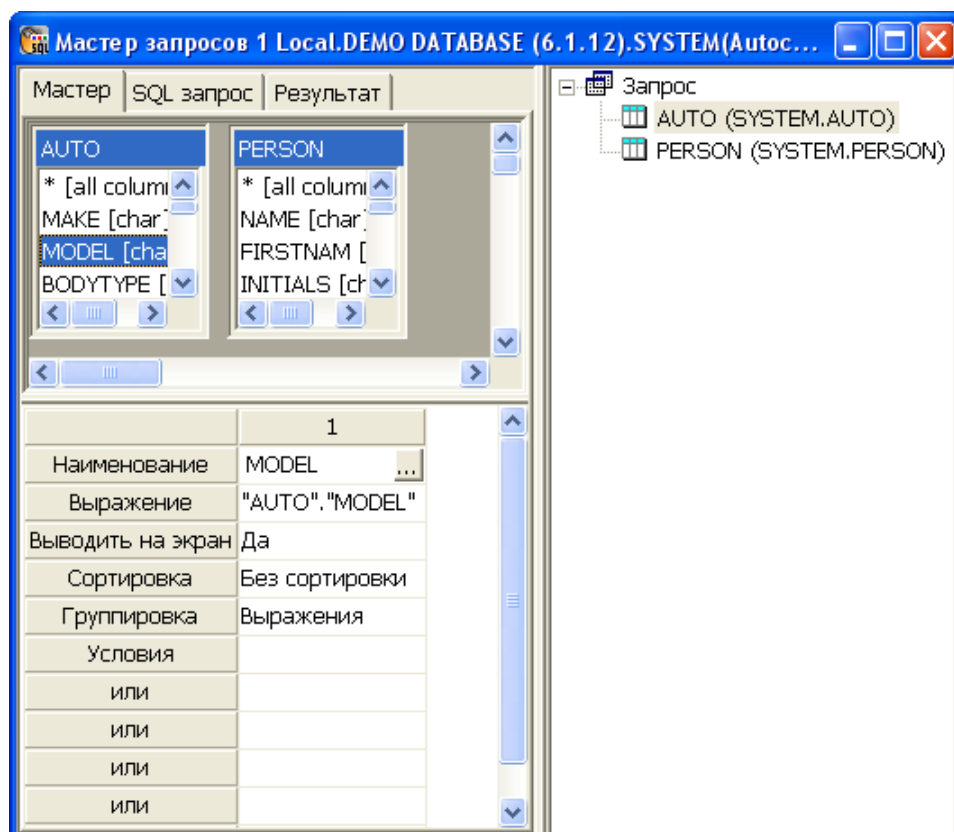 Мастер запросов 1 Local.DEMO DATABASE (6.1.12).SYSTEM(Autoc...
Мастер SQL запрос Результат
AUTO
* [all colum
MAKE [char]
MODEL [cha
BODYTYPE [
PERSON
* [all colum
NAME [char]
FIRSTNAM [
INITIALS [ch
1
Наименование MODEL ...
Выражение "AUTO"."MODEL"
Выводить на экран Да
Сортировка Без сортировки
Группировка Выражения
Условия
или
или
или
или
Запрос
AUTO (SYSTEM.AUTO)
PERSON (SYSTEM.PERSON)